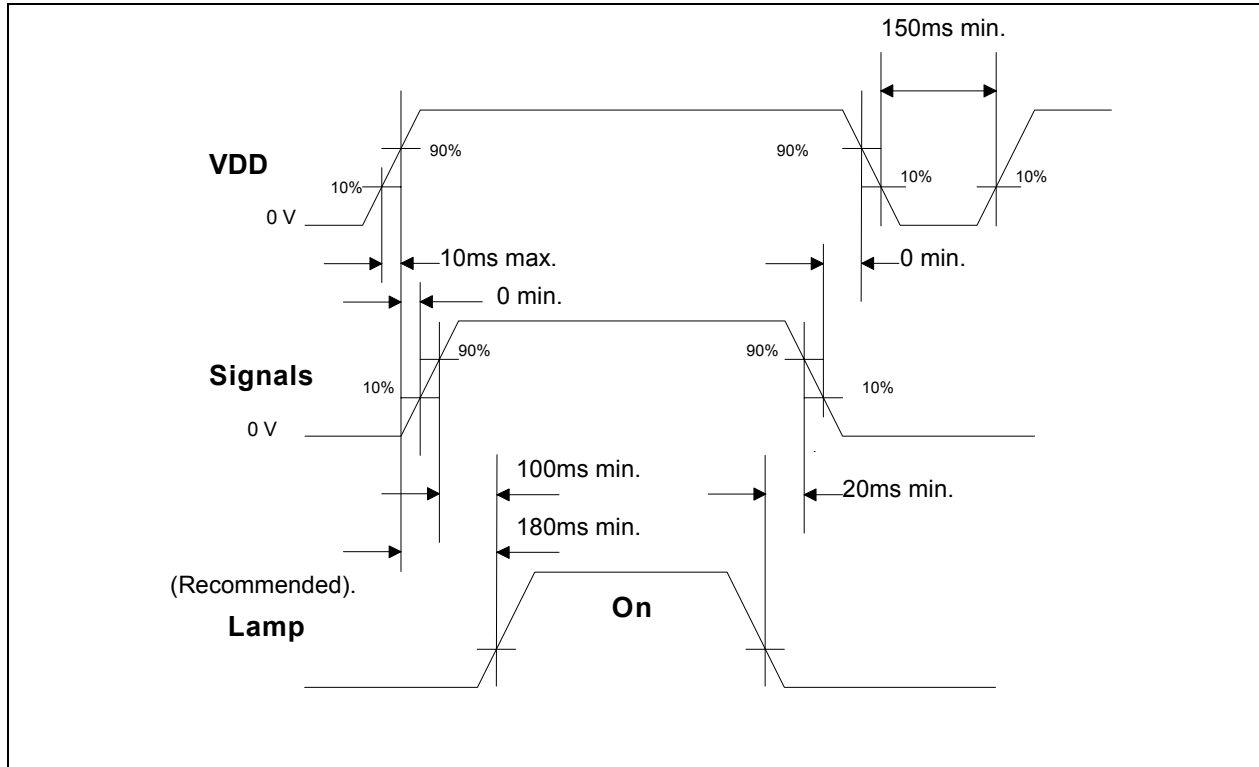 150ms min.
VDD
90%
90%
10%
10%
10%
0 V
10ms max.
0 min.
0 min.
Signals
90%
90%
10%
10%
0 V
100ms min.
20ms min.
180ms min.
(Recommended).
Lamp
On